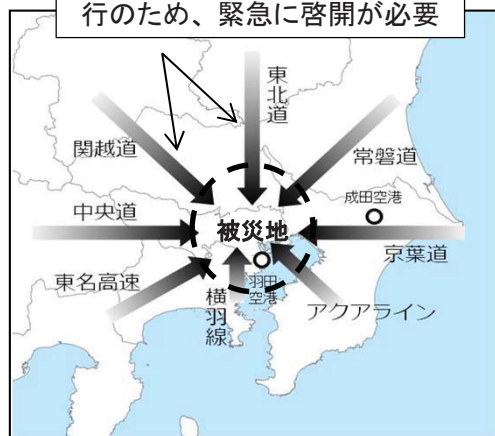 行のため、緊急に啓開が必要
東北道
関越道
常磐道
成田空港
中央道
被災地
京葉道
東名高速
羽田
空港
横羽線
アクアライン